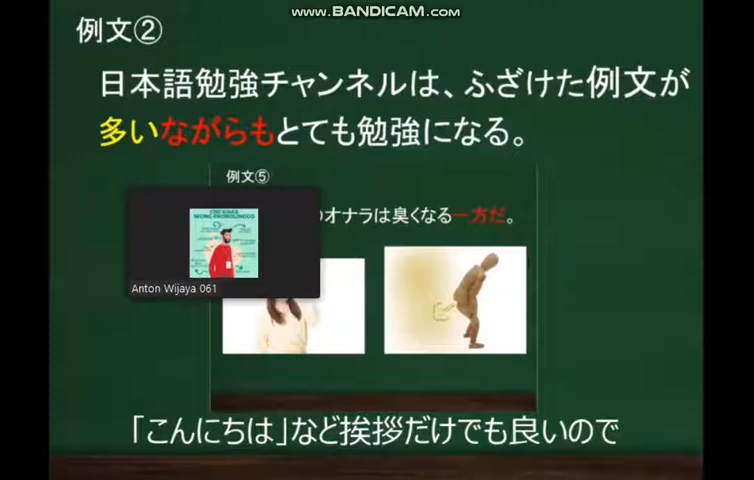 www.BANDICAM.com
例文②
日本語勉強チャンネルは、ふざけた例文が
多いながらもとても勉強になる。
例文⑤
のオナラは臭くなる一方だ。
Anton Wijaya 061
「こんにちは」など挨拶だけでも良いので